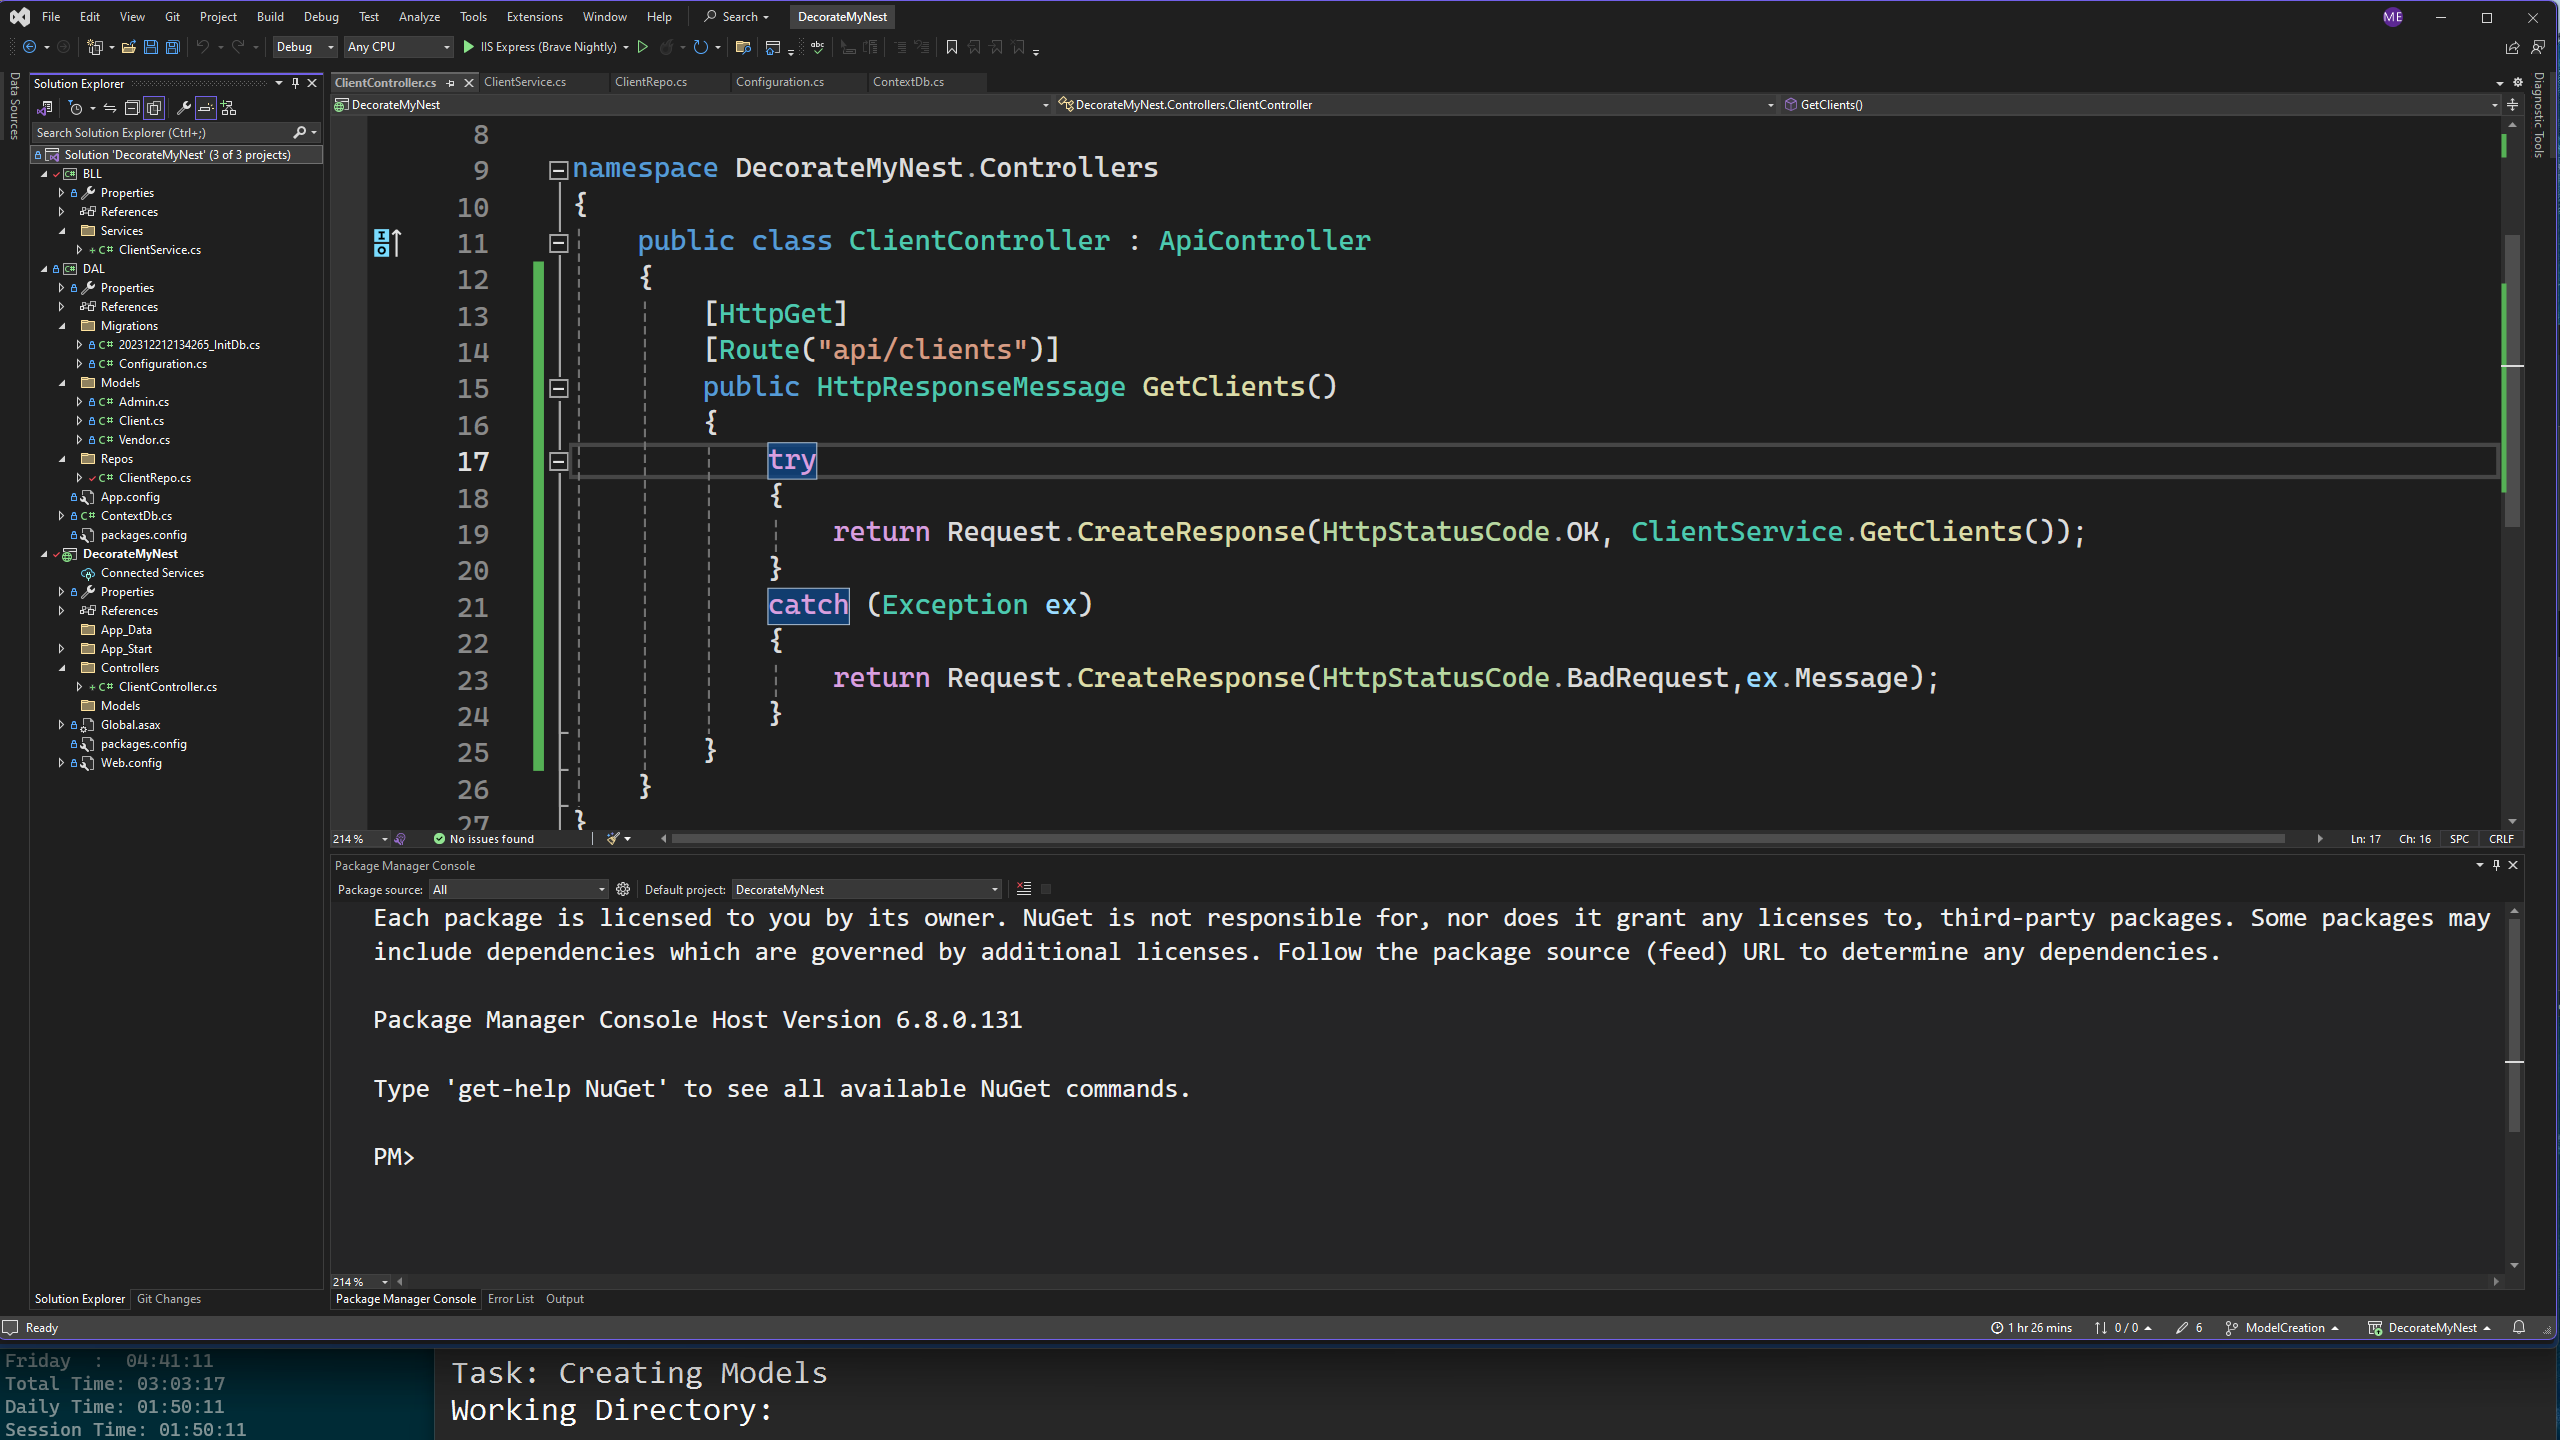 File Edit View Git Project Build Debug Test Analyze Tools Extensions Window Help Search DecorateMyNest ME
Debug Any CPU IIS Express (Brave Nightly)
Data Sources
Solution Explorer
Search Solution Explorer (Ctrl+;)
Solution 'DecorateMyNest' (3 of 3 projects)
BLL
Properties
References
Services
C# ClientService.cs
DAL
Properties
References
Migrations
C# 202312212134265_InitDb.cs
C# Configuration.cs
Models
C# Admin.cs
C# Client.cs
C# Vendor.cs
Repos
C# ClientRepo.cs
App.config
C# ContextDb.cs
packages.config
DecorateMyNest
Connected Services
Properties
References
App_Data
App_Start
Controllers
C# ClientController.cs
Models
Global.asax
packages.config
Web.config
Solution Explorer Git Changes
ClientController.cs ClientService.cs ClientRepo.cs Configuration.cs ContextDb.cs
DecorateMyNest DecorateMyNest.Controllers.ClientController GetClients()
8
9 namespace DecorateMyNest.Controllers
10 {
11 public class ClientController : ApiController
12 {
13 [HttpGet]
14 [Route("api/clients")]
15 public HttpResponseMessage GetClients()
16 {
17 try
18 {
19 return Request.CreateResponse(HttpStatusCode.OK, ClientService.GetClients());
20 }
21 catch (Exception ex)
22 {
23 return Request.CreateResponse(HttpStatusCode.BadRequest,ex.Message);
24 }
25 }
26 }
27 }
214 % No issues found Ln: 17 Ch: 16 SPC CRLF
Diagnostic Tools
Package Manager Console
Package source: All Default project: DecorateMyNest
Each package is licensed to you by its owner. NuGet is not responsible for, nor does it grant any licenses to, third-party packages. Some packages may
include dependencies which are governed by additional licenses. Follow the package source (feed) URL to determine any dependencies.
Package Manager Console Host Version 6.8.0.131
Type 'get-help NuGet' to see all available NuGet commands.
PM>
214 %
Package Manager Console Error List Output
Ready 1 hr 26 mins 0 / 0 6 ModelCreation DecorateMyNest
Friday : 04:41:11
Total Time: 03:03:17
Daily Time: 01:50:11
Session Time: 01:50:11
Task: Creating Models
Working Directory: